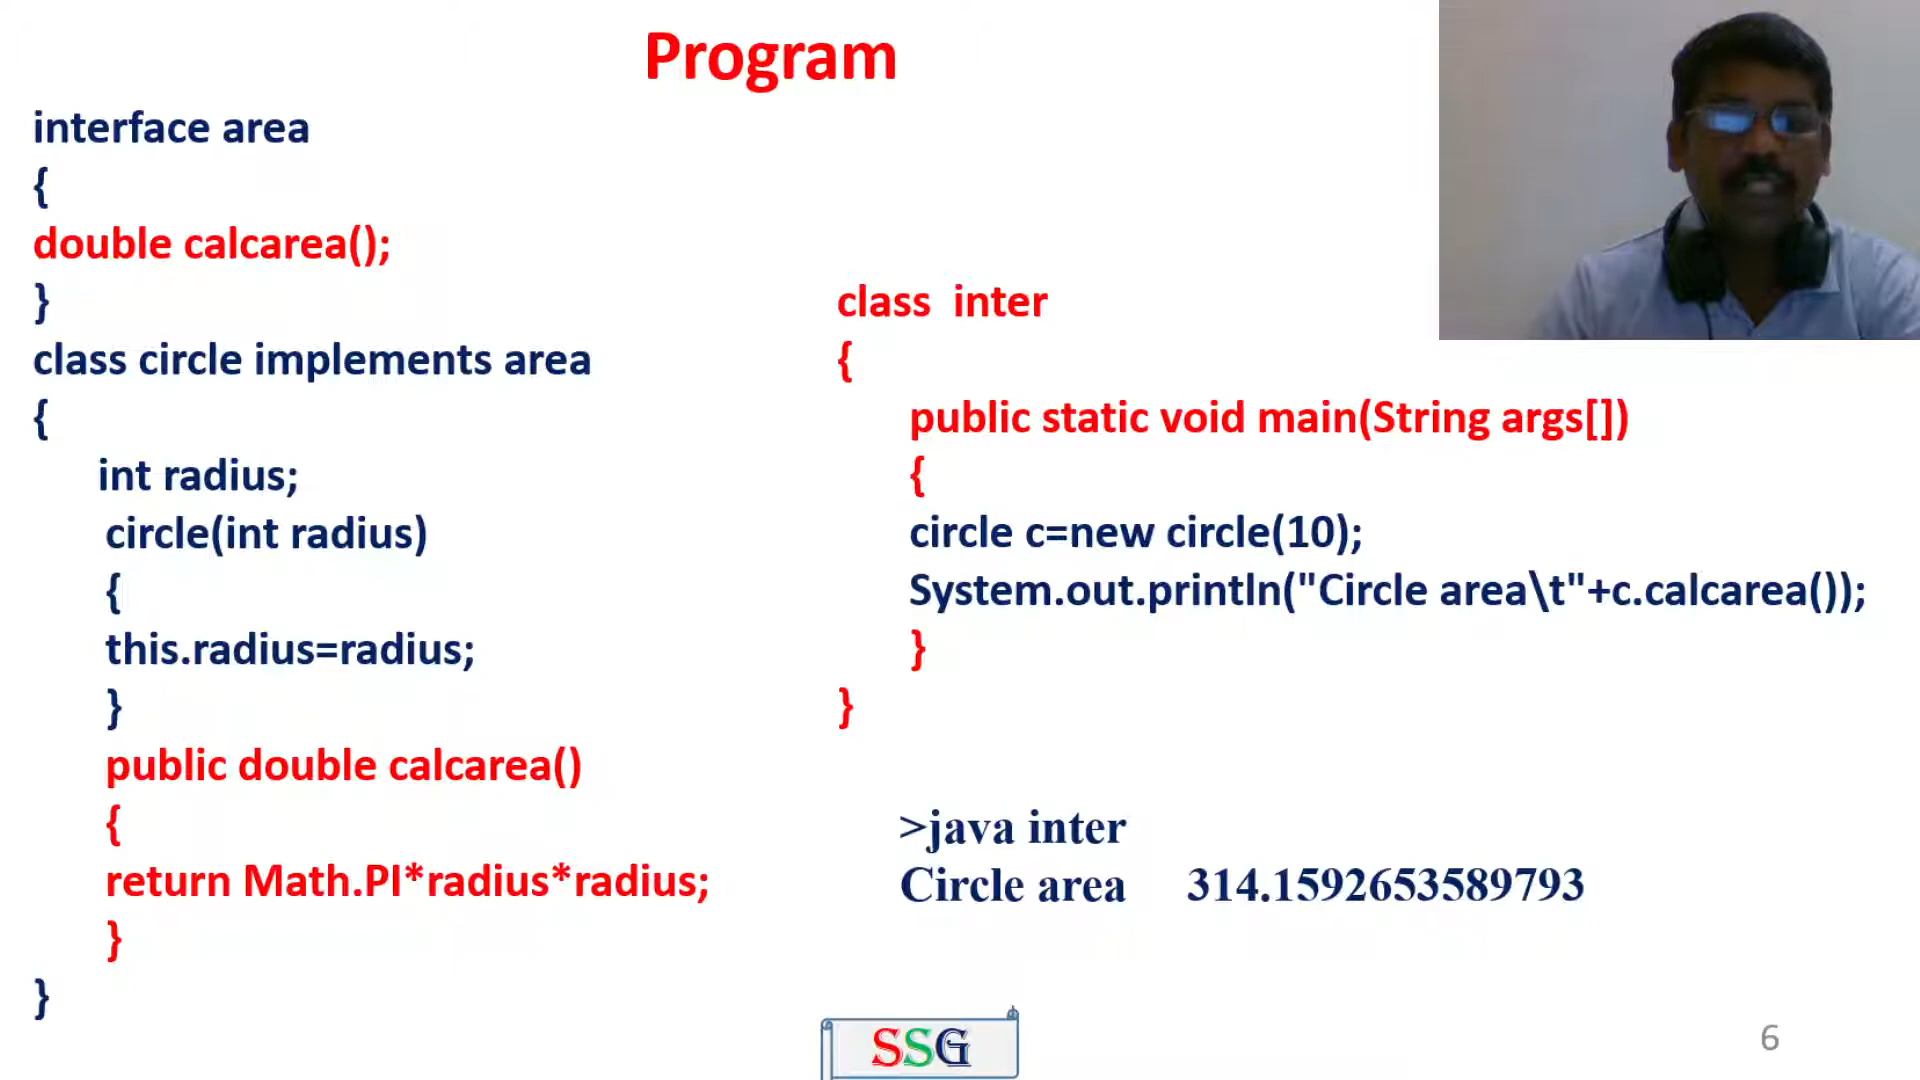 Program
interface area
{
double calcarea();
}
class circle implements area
{
int radius;
circle(int radius)
{
this.radius=radius;
}
public double calcarea()
{
return Math.PI*radius*radius;
}
}
class  inter
{
public static void main(String args[])
{
circle c=new circle(10);
System.out.println("Circle area\t"+c.calcarea());
}
}
>java inter
Circle area 314.1592653589793
SSG
6